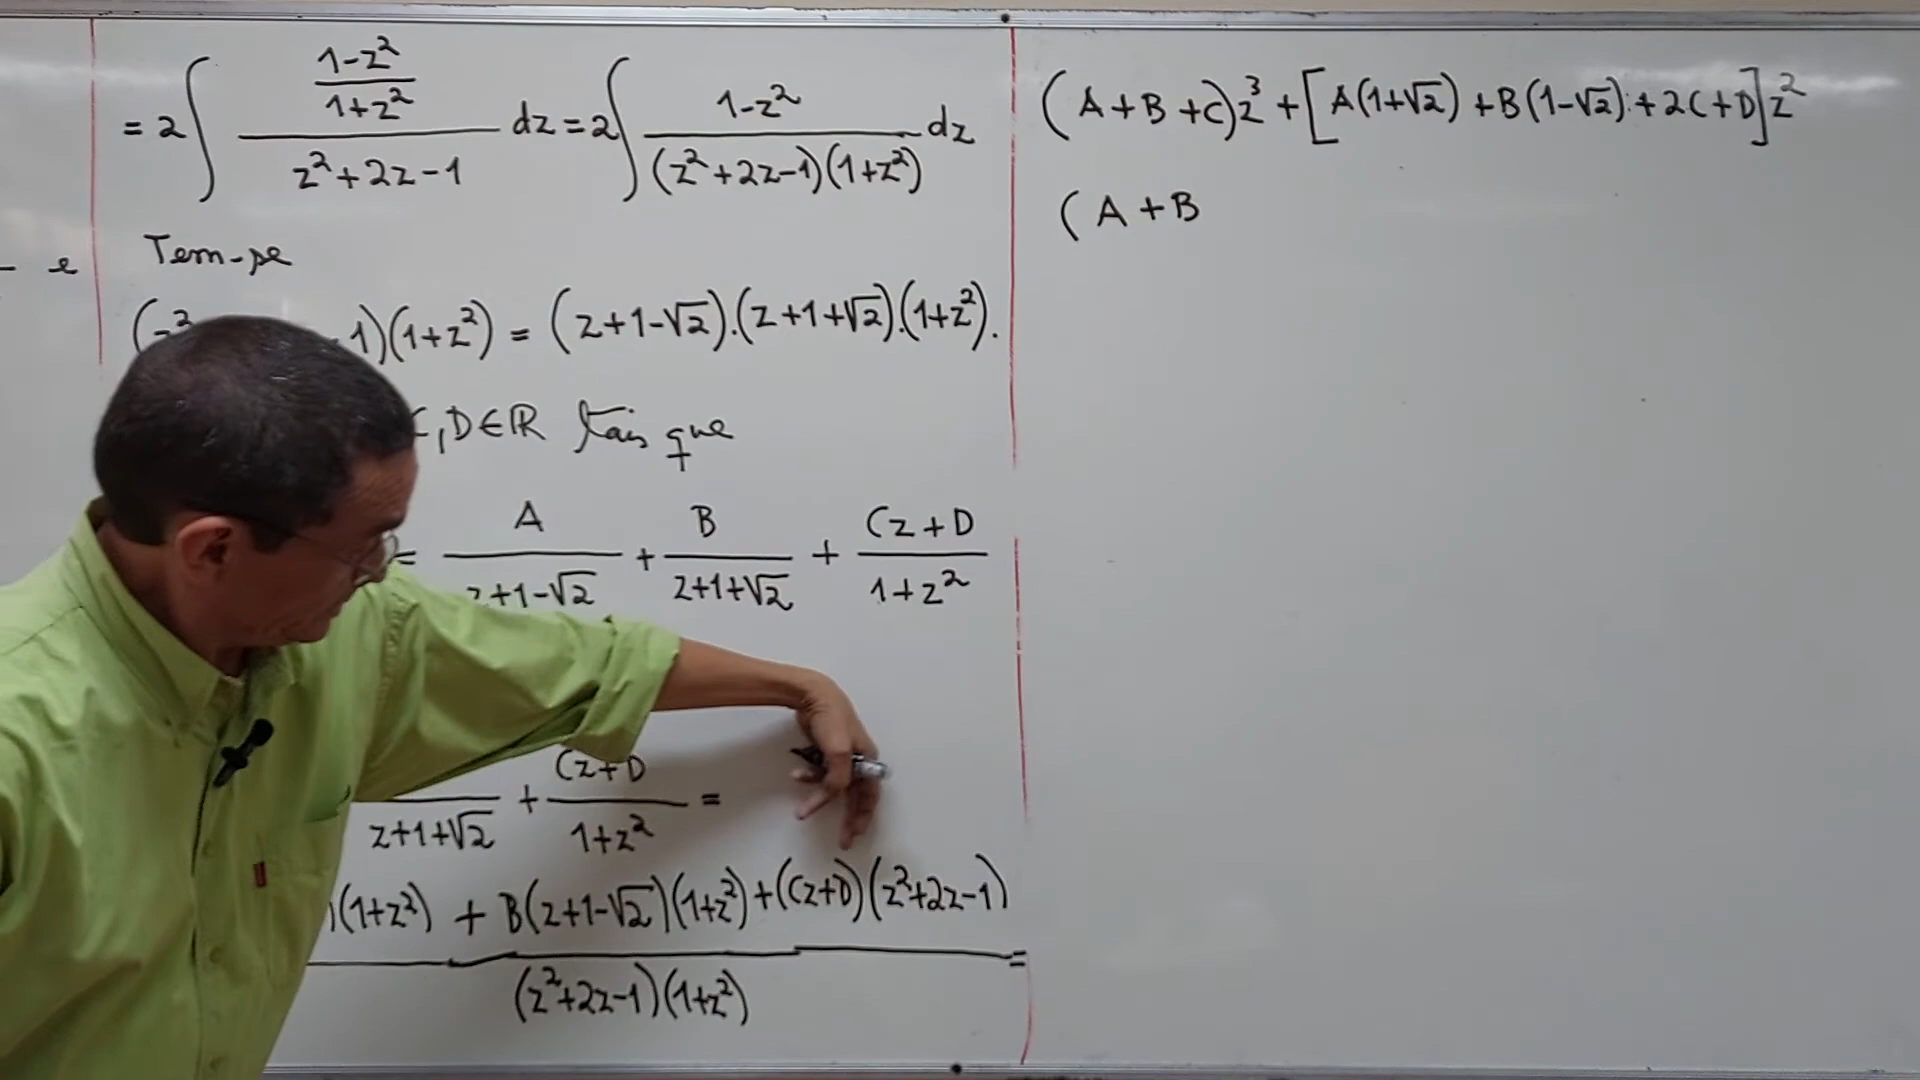 = 2∫ ((1-z²)/(1+z²))/(z²+2z-1) dz = 2∫ (1-z²)/((z²+2z-1)(1+z²)) dz
- e
Tem-se
(z² 1)(1+z²) = (z+1-√2).(z+1+√2).(1+z²).
C, D∈ℝ tais que
= A/(z+1-√2) + B/(z+1+√2) + (Cz+D)/(1+z²)
/(z+1+√2) + (Cz+D)/(1+z²) =
)(1+z²) + B(z+1-√2)(1+z²)+(Cz+D)(z²+2z-1)
/((z²+2z-1)(1+z²)) =
(A+B+C)z³+[A(1+√2)+B(1-√2)+2C+D]z²
(A+B